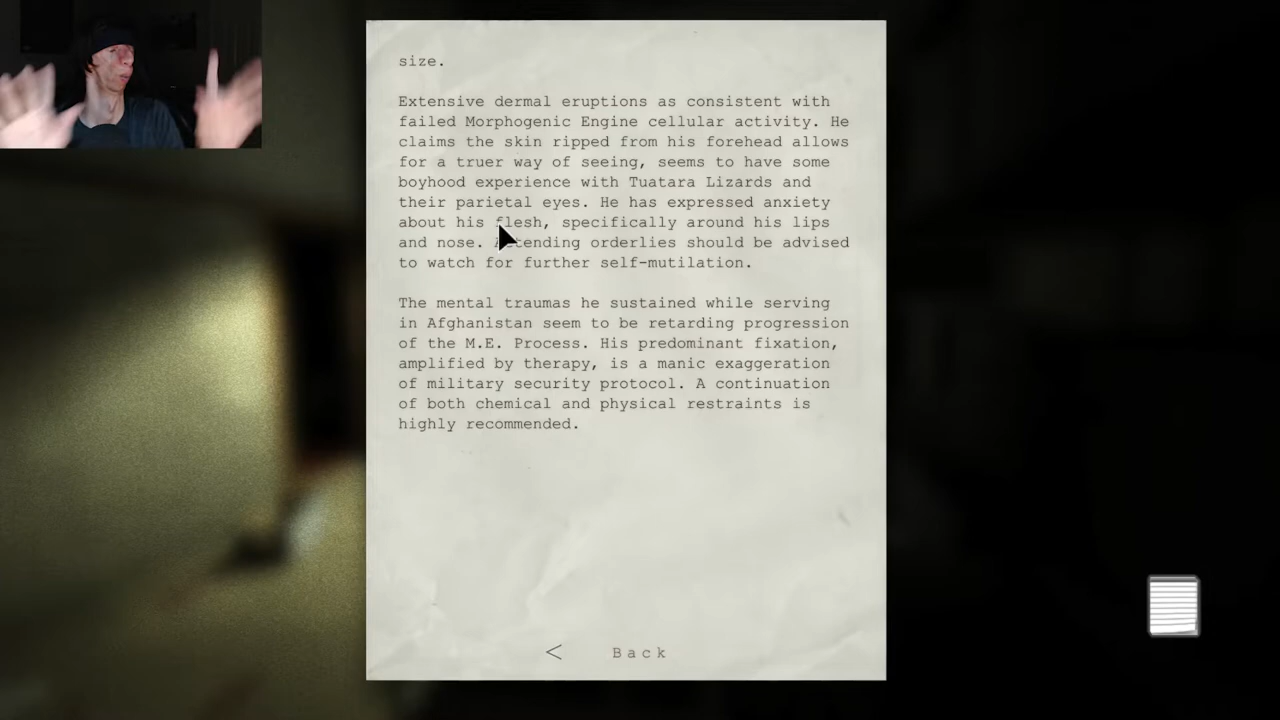 size.
Extensive dermal eruptions as consistent with
failed Morphogenic Engine cellular activity. He
claims the skin ripped from his forehead allows
for a truer way of seeing, seems to have some
boyhood experience with Tuatara Lizards and
their parietal eyes. He has expressed anxiety
about his flesh, specifically around his lips
and nose. Attending orderlies should be advised
to watch for further self-mutilation.
The mental traumas he sustained while serving
in Afghanistan seem to be retarding progression
of the M.E. Process. His predominant fixation,
amplified by therapy, is a manic exaggeration
of military security protocol. A continuation
of both chemical and physical restraints is
highly recommended.
< Back